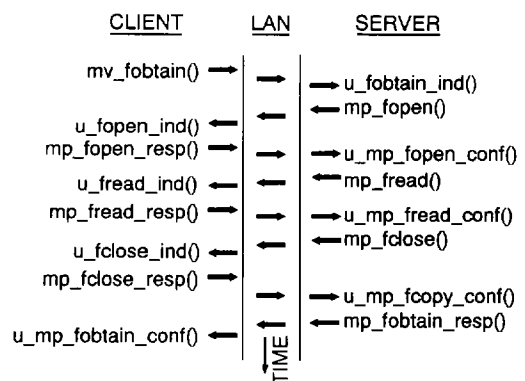 CLIENT LAN SERVER
mv_fobtain()
u_fobtain_ind()
mp_fopen()
u_fopen_ind()
mp_fopen_resp()
u_mp_fopen_conf()
mp_fread()
u_fread_ind()
mp_fread_resp()
u_mp_fread_conf()
mp_fclose()
u_fclose_ind()
mp_fclose_resp()
u_mp_fcopy_conf()
mp_fobtain_resp()
u_mp_fobtain_conf()
TIME